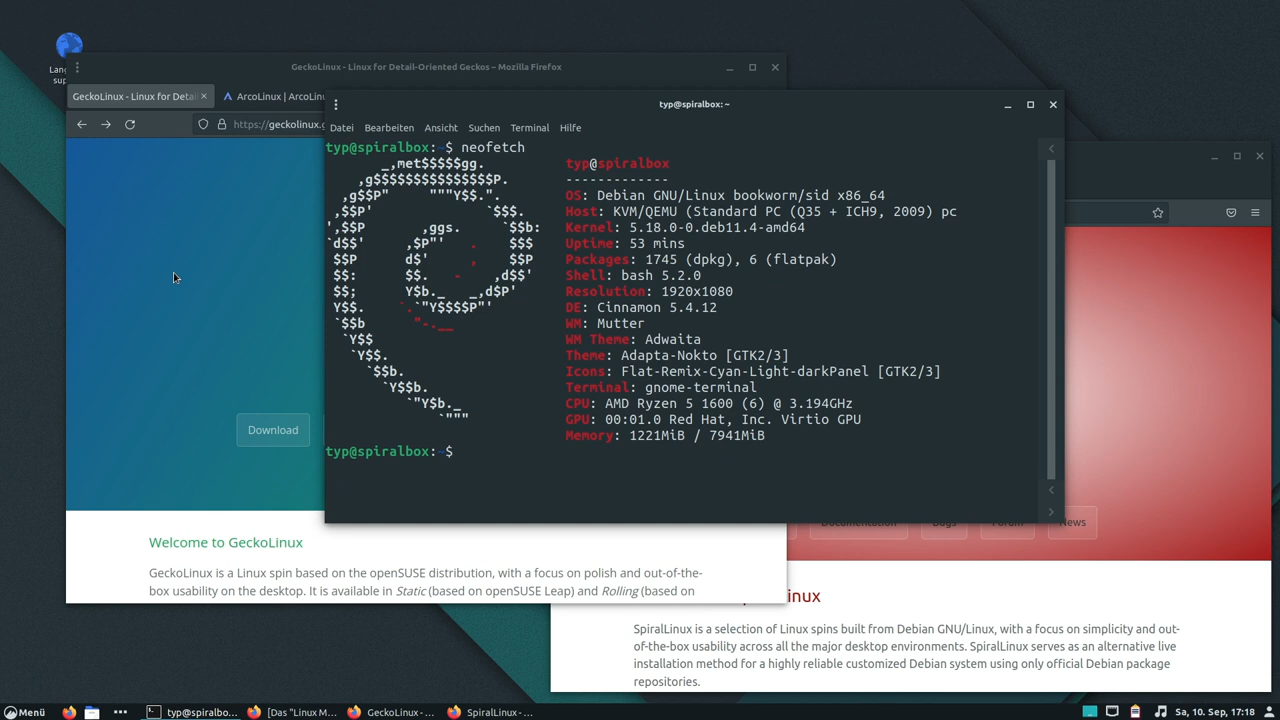 Lan
sup
GeckoLinux - Linux for Detail-Oriented Geckos – Mozilla Firefox
GeckoLinux - Linux for Detai
ArcoLinux | ArcoLinu
https://geckolinux.g
Download
Welcome to GeckoLinux
GeckoLinux is a Linux spin based on the openSUSE distribution, with a focus on polish and out-of-the-
box usability on the desktop. It is available in Static (based on openSUSE Leap) and Rolling (based on
typ@spiralbox: ~
Datei Bearbeiten Ansicht Suchen Terminal Hilfe
typ@spiralbox:~$ neofetch
_,met$$$$$gg.
,g$$$$$$$$$$$$$$$P.
,g$$P"     """Y$$.".
,$$P'              `$$$.
',$$P       ,ggs.     `$$b:
`d$$'     ,$P"'   .    $$$
$$P      d$'     ,    $$P
$$:      $$.   -    ,d$$'
$$;      Y$b._   _,d$P'
Y$$.    `.`"Y$$$$P"'
`$$b      "-.__
`Y$$
`Y$$.
`$$b.
`Y$$b.
`"Y$b._
`"""
typ@spiralbox
-------------
OS: Debian GNU/Linux bookworm/sid x86_64
Host: KVM/QEMU (Standard PC (Q35 + ICH9, 2009) pc
Kernel: 5.18.0-0.deb11.4-amd64
Uptime: 53 mins
Packages: 1745 (dpkg), 6 (flatpak)
Shell: bash 5.2.0
Resolution: 1920x1080
DE: Cinnamon 5.4.12
WM: Mutter
WM Theme: Adwaita
Theme: Adapta-Nokto [GTK2/3]
Icons: Flat-Remix-Cyan-Light-darkPanel [GTK2/3]
Terminal: gnome-terminal
CPU: AMD Ryzen 5 1600 (6) @ 3.194GHz
GPU: 00:01.0 Red Hat, Inc. Virtio GPU
Memory: 1221MiB / 7941MiB
typ@spiralbox:~$
Documentation Bugs Forum News
inux
SpiralLinux is a selection of Linux spins built from Debian GNU/Linux, with a focus on simplicity and out-
of-the-box usability across all the major desktop environments. SpiralLinux serves as an alternative live
installation method for a highly reliable customized Debian system using only official Debian package
repositories.
Menü
typ@spiralbo...
[Das "Linux M...
GeckoLinux - ...
SpiralLinux - ...
Sa, 10. Sep, 17:18